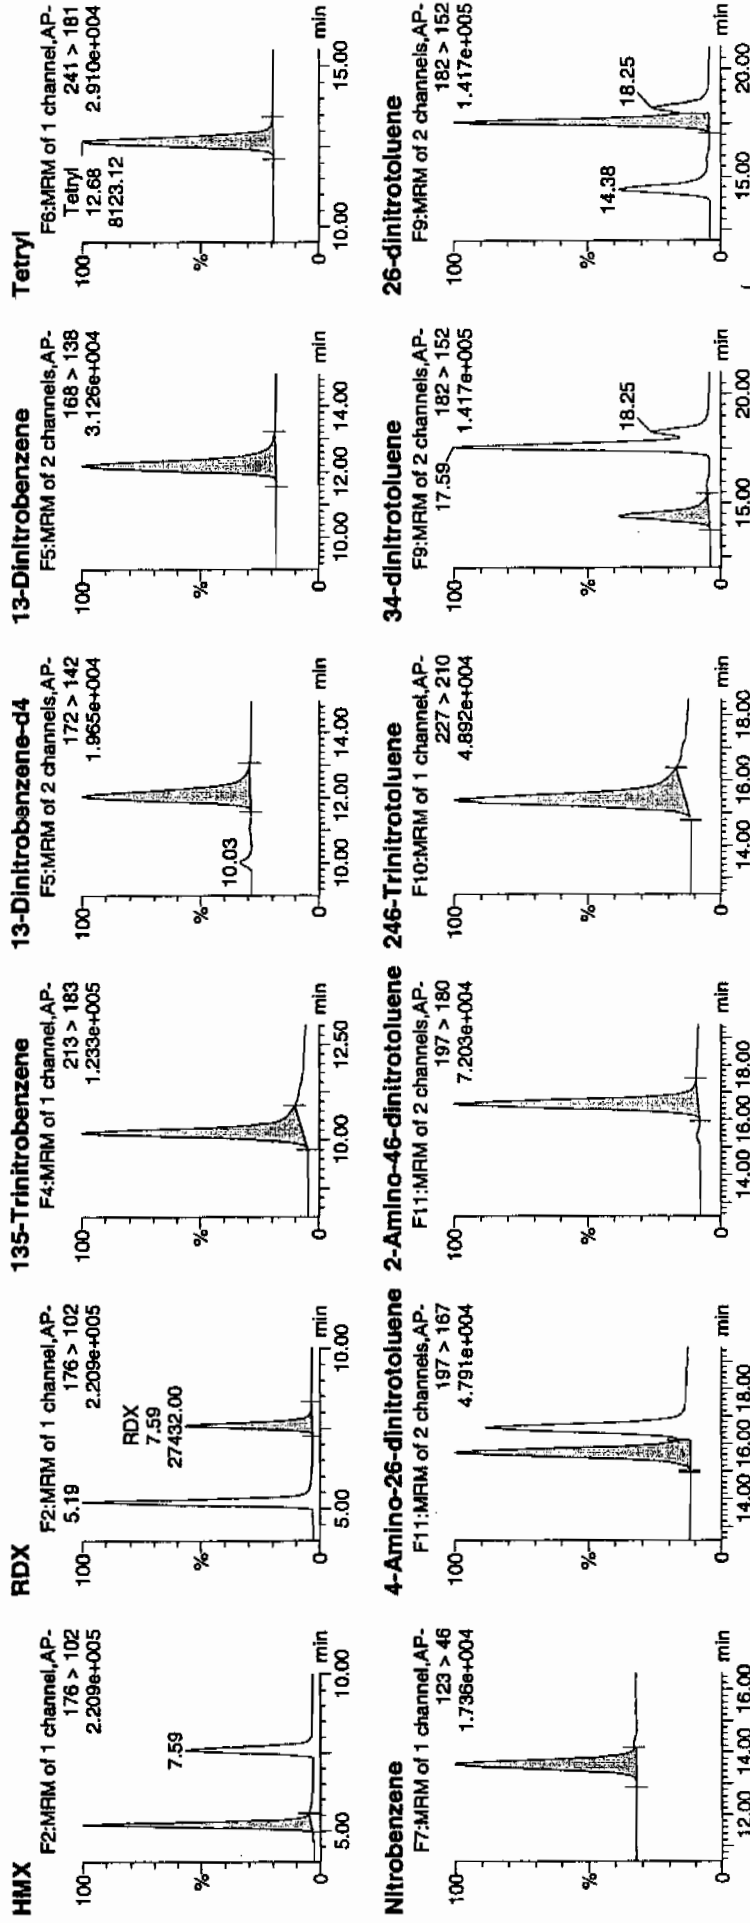 HMX
F2:MRM of 1 channel,AP-
176 > 102
2.209e+005
100
7.59
%
0
5.00
10.00
min
RDX
F2:MRM of 1 channel,AP-
176 > 102
2.209e+005
5.19
100
RDX
7.59
27432.00
%
0
5.00
10.00
min
135-Trinitrobenzene
F4:MRM of 1 channel,AP-
213 > 183
1.233e+005
100
%
0
10.00
12.50
min
13-Dinitrobenzene-d4
F5:MRM of 2 channels,AP-
172 > 142
1.965e+004
100
10.03
%
0
10.00
12.00
14.00
min
13-Dinitrobenzene
F5:MRM of 2 channels,AP-
168 > 138
3.126e+004
100
%
0
10.00
12.00
14.00
min
Tetryl
F6:MRM of 1 channel,AP-
241 > 181
2.910e+004
Tetryl
12.68
8123.12
100
%
0
10.00
15.00
min
Nitrobenzene
F7:MRM of 1 channel,AP-
123 > 46
1.736e+004
100
%
0
12.00
14.00
16.00
min
4-Amino-26-dinitrotoluene
F11:MRM of 2 channels,AP-
197 > 167
4.791e+004
100
%
0
14.00
16.00
18.00
min
2-Amino-46-dinitrotoluene
F11:MRM of 2 channels,AP-
197 > 180
7.203e+004
100
%
0
14.00
16.00
18.00
min
246-Trinitrotoluene
F10:MRM of 1 channel,AP-
227 > 210
4.892e+004
100
%
0
14.00
16.00
18.00
min
34-dinitrotoluene
F9:MRM of 2 channels,AP-
182 > 152
1.417e+005
17.59
100
18.25
%
0
15.00
20.00
min
26-dinitrotoluene
F9:MRM of 2 channels,AP-
182 > 152
1.417e+005
100
14.38
18.25
%
0
15.00
20.00
min